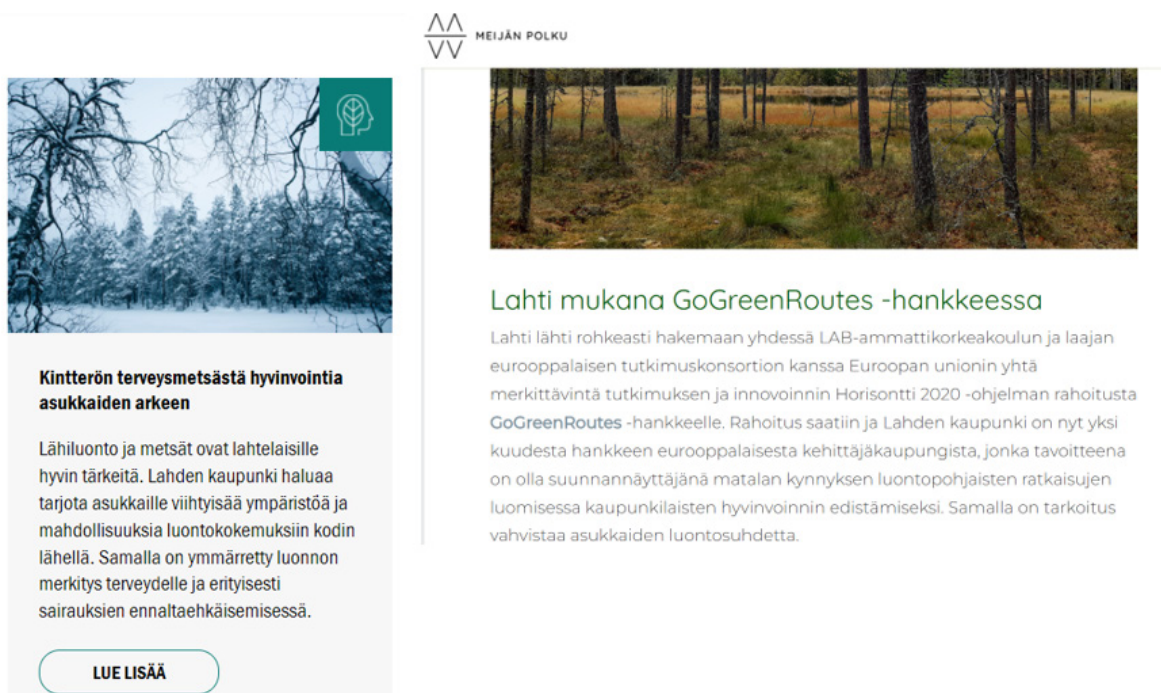 MEIJÄN POLKU
Kintterön terveysmetsästä hyvinvointia
asukkaiden arkeen
Lähiluonto ja metsät ovat lahtelaisille
hyvin tärkeitä. Lahden kaupunki haluaa
tarjota asukkaille viihtyisää ympäristöä ja
mahdollisuuksia luontokokemuksiin kodin
lähellä. Samalla on ymmärretty luonnon
merkitys terveydelle ja erityisesti
sairauksien ennaltaehkäisemisessä.
LUE LISÄÄ
Lahti mukana GoGreenRoutes -hankkeessa
Lahti lähti rohkeasti hakemaan yhdessä LAB-ammattikorkeakoulun ja laajan
eurooppalaisen tutkimuskonsortion kanssa Euroopan unionin yhtä
merkittävintä tutkimuksen ja innovoinnin Horisontti 2020 -ohjelman rahoitusta
GoGreenRoutes -hankkeelle. Rahoitus saatiin ja Lahden kaupunki on nyt yksi
kuudesta hankkeen eurooppalaisesta kehittäjäkaupungista, jonka tavoitteena
on olla suunnannäyttäjänä matalan kynnyksen luontopohjaisten ratkaisujen
luomisessa kaupunkilaisten hyvinvoinnin edistämiseksi. Samalla on tarkoitus
vahvistaa asukkaiden luontosuhdetta.